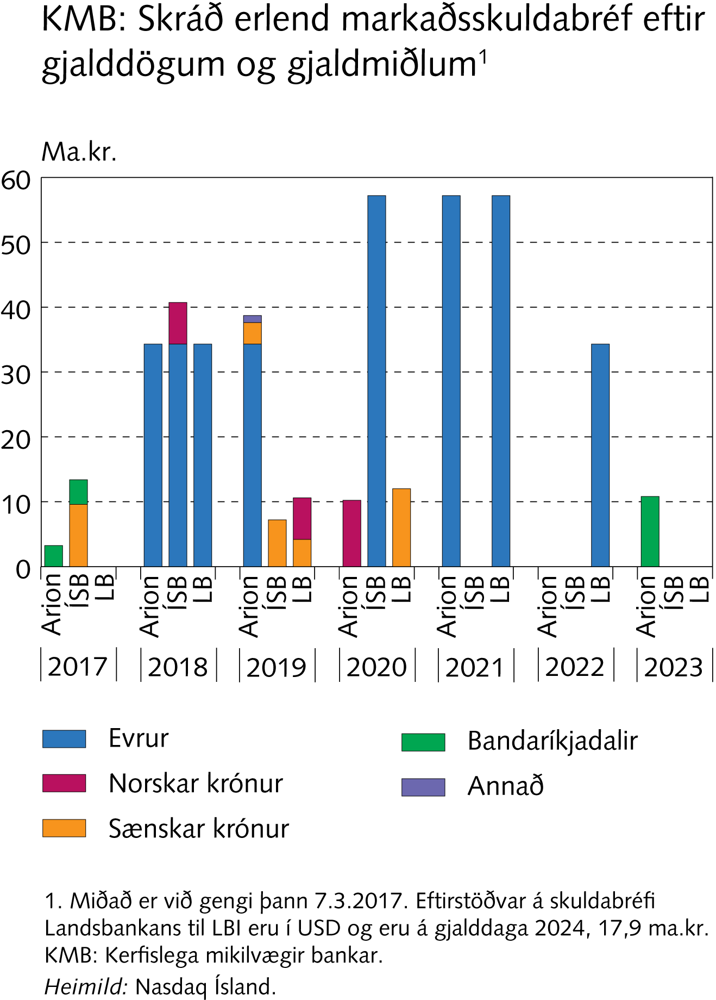 KMB: Skráð erlend markaðsskuldabréf eftir
gjalddögum og gjaldmiðlum¹
Ma.kr.
60
50
40
30
20
10
0
Arion ÍSB LB Arion ÍSB LB Arion ÍSB LB Arion ÍSB LB Arion ÍSB LB Arion ÍSB LB Arion ÍSB LB
2017 2018 2019 2020 2021 2022 2023
Evrur
Norskar krónur
Sænskar krónur
Bandaríkjadalir
Annað
1. Miðað er við gengi þann 7.3.2017. Eftirstöðvar á skuldabréfi
Landsbankans til LBI eru í USD og eru á gjalddaga 2024, 17,9 ma.kr.
KMB: Kerfislega mikilvægir bankar.
Heimild: Nasdaq Ísland.